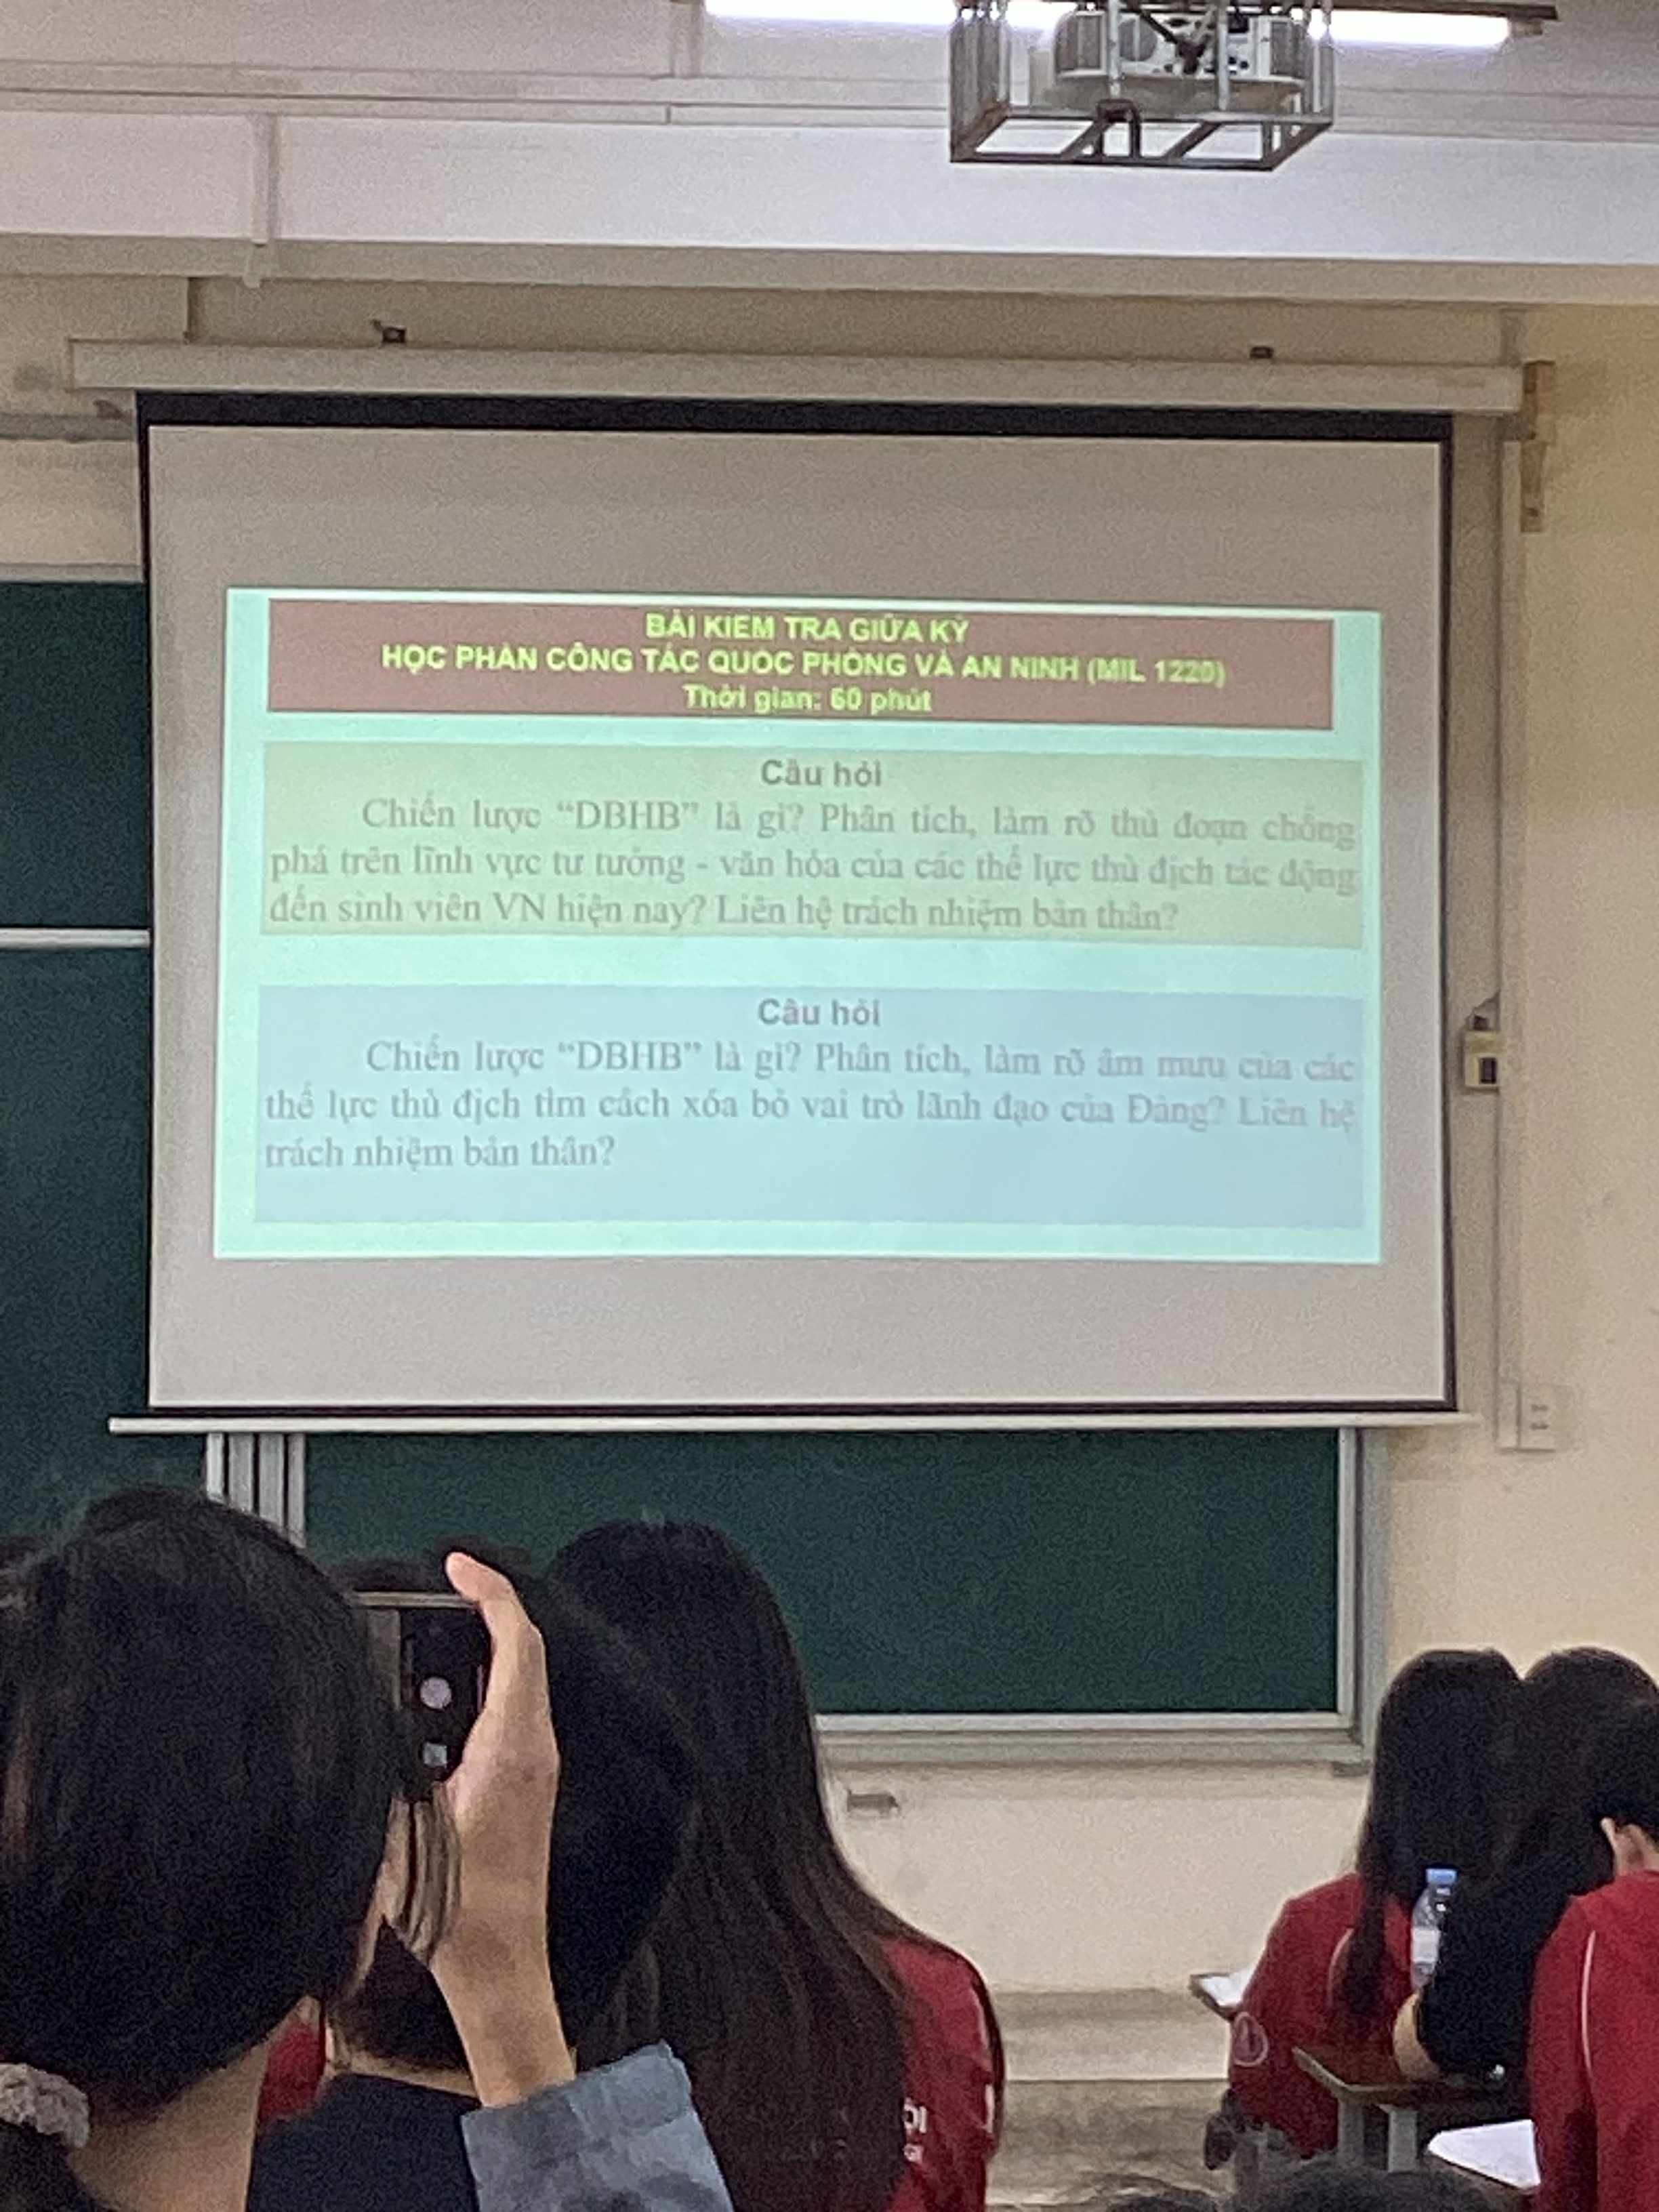 BÀI KIỂM TRA GIỮA KỲ
HỌC PHẦN CÔNG TÁC QUỐC PHÒNG VÀ AN NINH (MIL 1220)
Thời gian: 60 phút
Câu hỏi
Chiến lược “DBHB” là gì? Phân tích, làm rõ thủ đoạn chống
phá trên lĩnh vực tư tưởng - văn hóa của các thế lực thù địch tác động
đến sinh viên VN hiện nay? Liên hệ trách nhiệm bản thân?
Câu hỏi
Chiến lược “DBHB” là gì? Phân tích, làm rõ âm mưu của các
thế lực thù địch tìm cách xóa bỏ vai trò lãnh đạo của Đảng? Liên hệ
trách nhiệm bản thân?